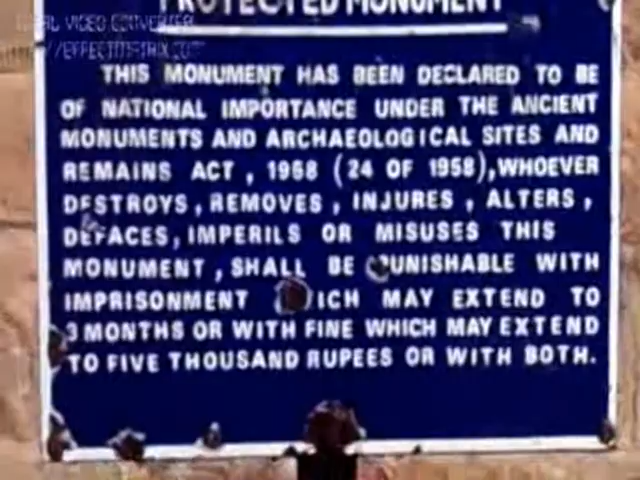 PROTECTED MONUMENT
THIS MONUMENT HAS BEEN DECLARED TO BE
OF NATIONAL IMPORTANCE UNDER THE ANCIENT
MONUMENTS AND ARCHAEOLOGICAL SITES AND
REMAINS ACT, 1958 (24 OF 1958), WHOEVER
DESTROYS, REMOVES, INJURES, ALTERS,
DEFACES, IMPERILS OR MISUSES THIS
MONUMENT, SHALL BE PUNISHABLE WITH
IMPRISONMENT ICH MAY EXTEND TO
3 MONTHS OR WITH FINE WHICH MAY EXTEND
TO FIVE THOUSAND RUPEES OR WITH BOTH.